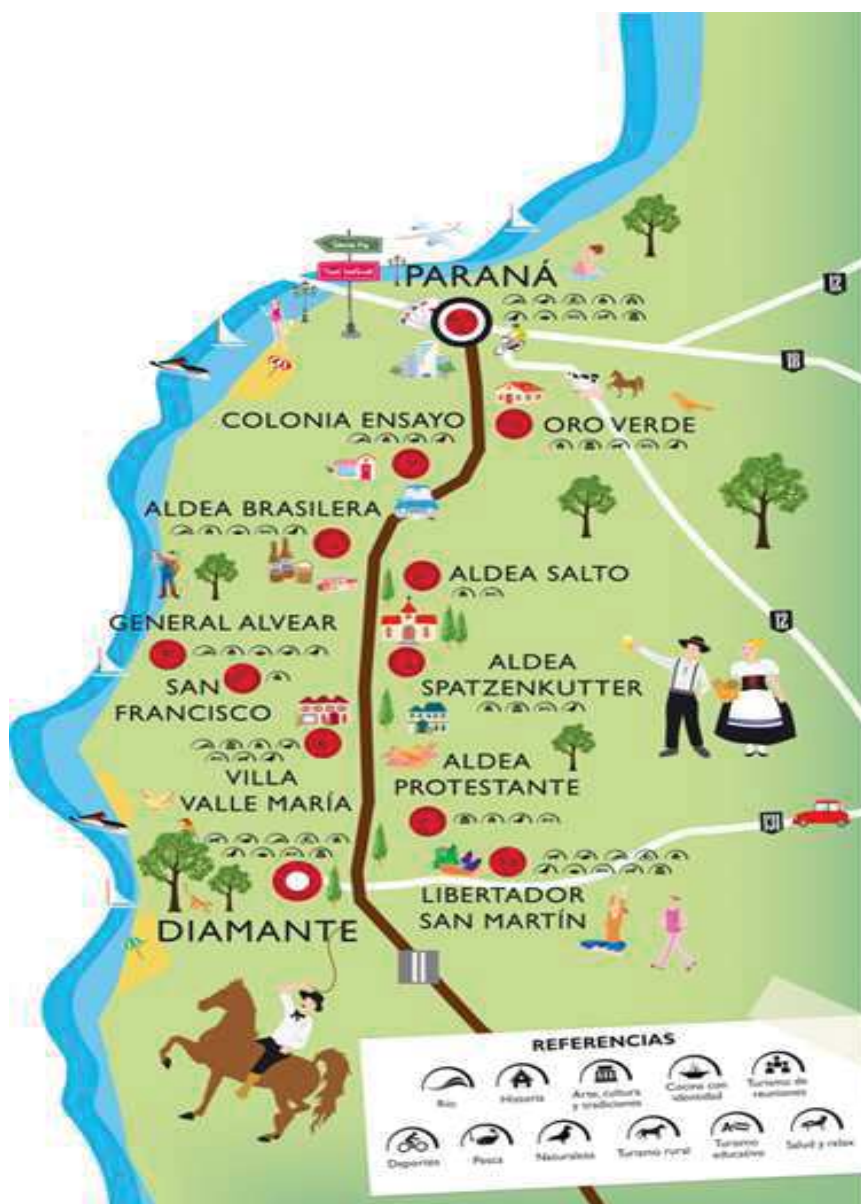 PARANÁ
12
18
COLONIA ENSAYO
ORO VERDE
ALDEA BRASILERA
ALDEA SALTO
GENERAL ALVEAR
12
SAN
FRANCISCO
ALDEA
SPATZENKUTTER
VILLA
VALLE MARÍA
ALDEA
PROTESTANTE
131
LIBERTADOR
SAN MARTÍN
DIAMANTE
REFERENCIAS
Río
Historia
Arte, cultura
y tradiciones
Cocina con
identidad
Turismo de
reuniones
Deportes
Pesca
Naturaleza
Turismo rural
Turismo
educativo
Salud y relax